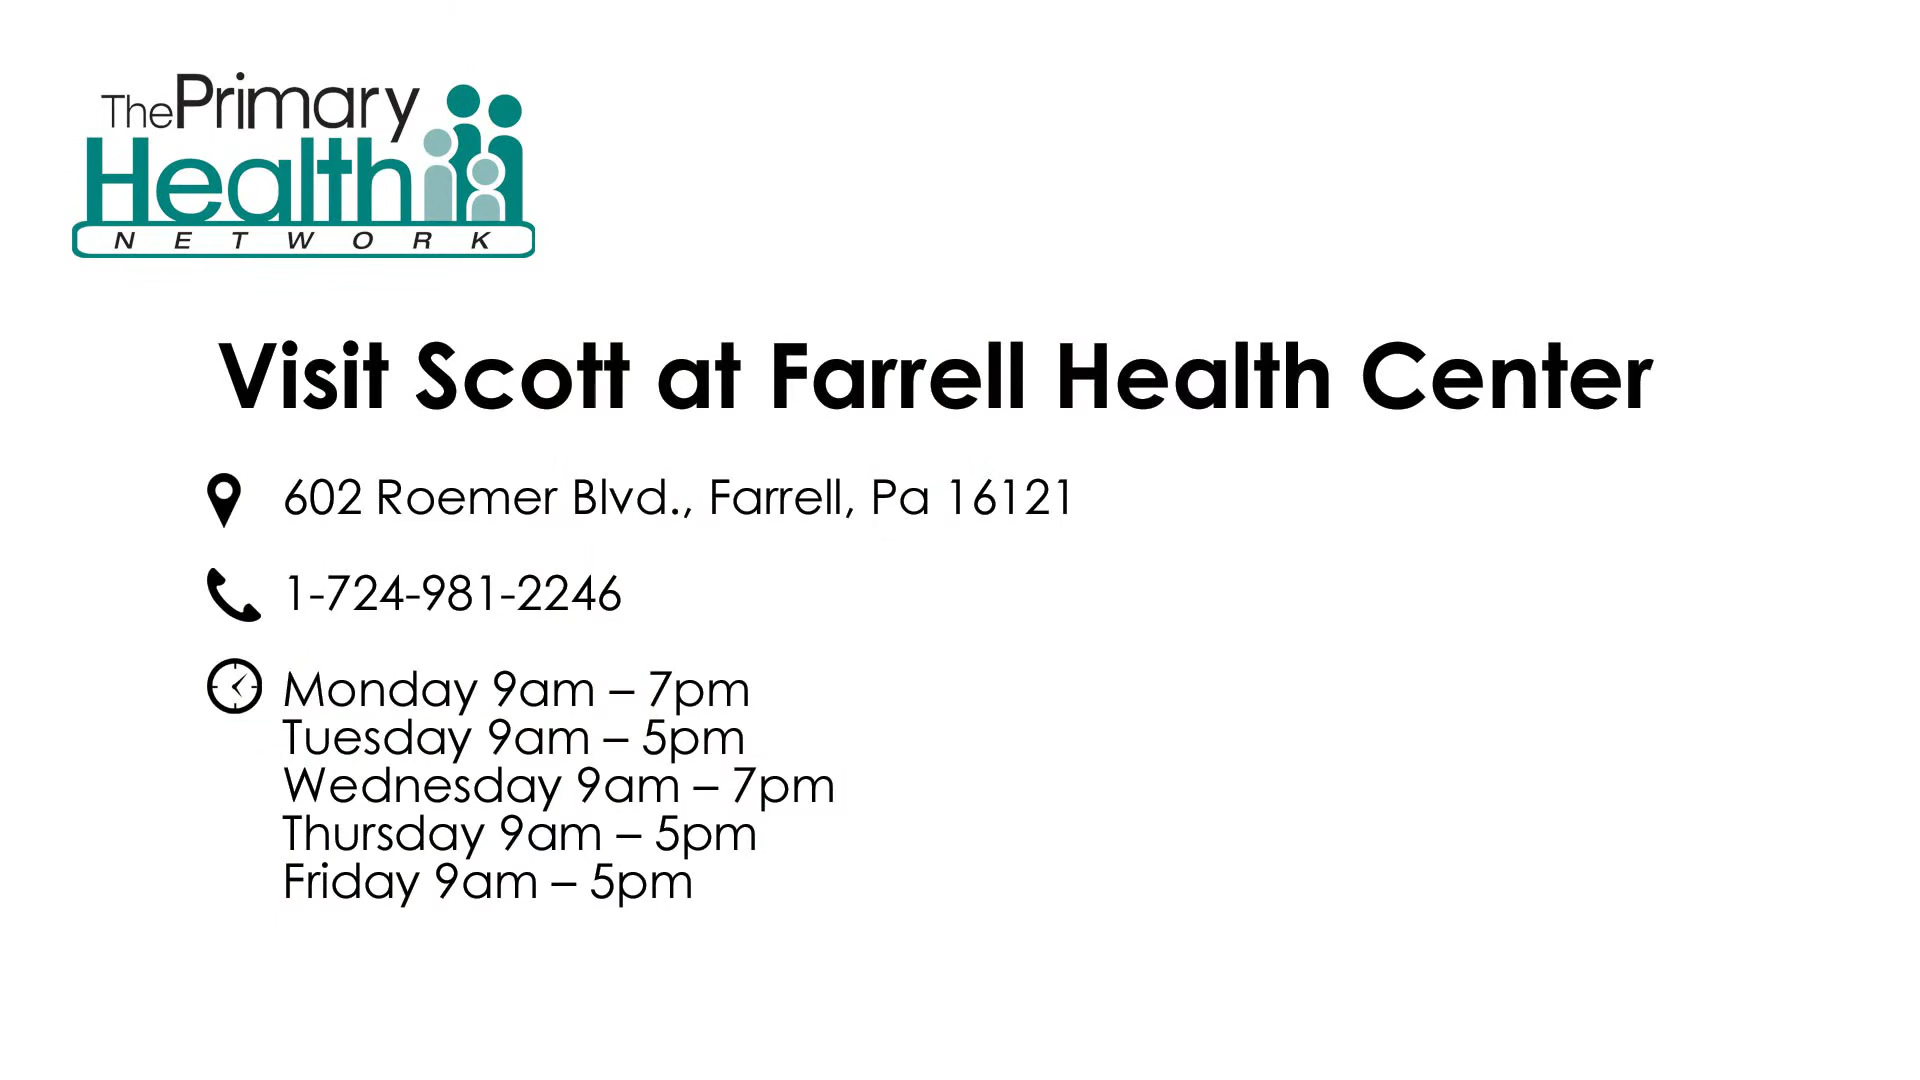 The Primary
Health
NETWORK
Visit Scott at Farrell Health Center
602 Roemer Blvd., Farrell, Pa 16121
1-724-981-2246
Monday 9am – 7pm
Tuesday 9am – 5pm
Wednesday 9am – 7pm
Thursday 9am – 5pm
Friday 9am – 5pm